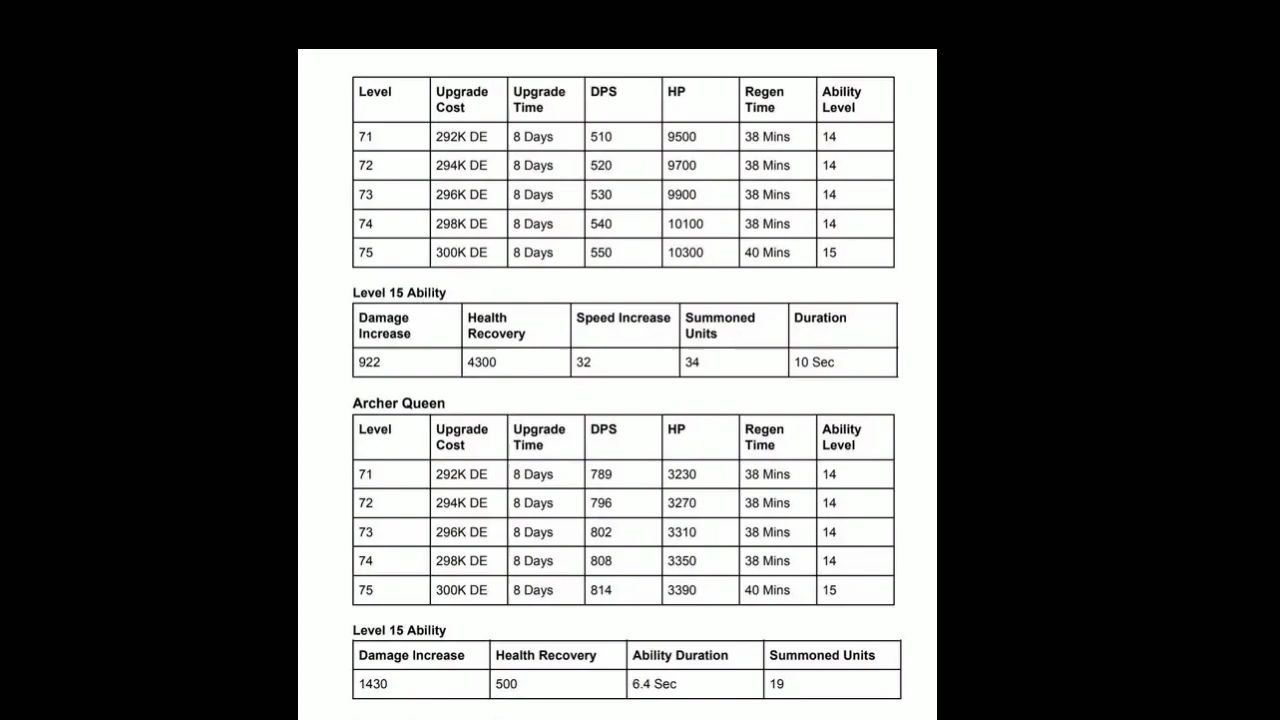 Level Upgrade Cost Upgrade Time DPS HP Regen Time Ability Level
71 292K DE 8 Days 510 9500 38 Mins 14
72 294K DE 8 Days 520 9700 38 Mins 14
73 296K DE 8 Days 530 9900 38 Mins 14
74 298K DE 8 Days 540 10100 38 Mins 14
75 300K DE 8 Days 550 10300 40 Mins 15
Level 15 Ability
Damage Increase Health Recovery Speed Increase Summoned Units Duration
922 4300 32 34 10 Sec
Archer Queen
Level Upgrade Cost Upgrade Time DPS HP Regen Time Ability Level
71 292K DE 8 Days 789 3230 38 Mins 14
72 294K DE 8 Days 796 3270 38 Mins 14
73 296K DE 8 Days 802 3310 38 Mins 14
74 298K DE 8 Days 808 3350 38 Mins 14
75 300K DE 8 Days 814 3390 40 Mins 15
Level 15 Ability
Damage Increase Health Recovery Ability Duration Summoned Units
1430 500 6.4 Sec 19